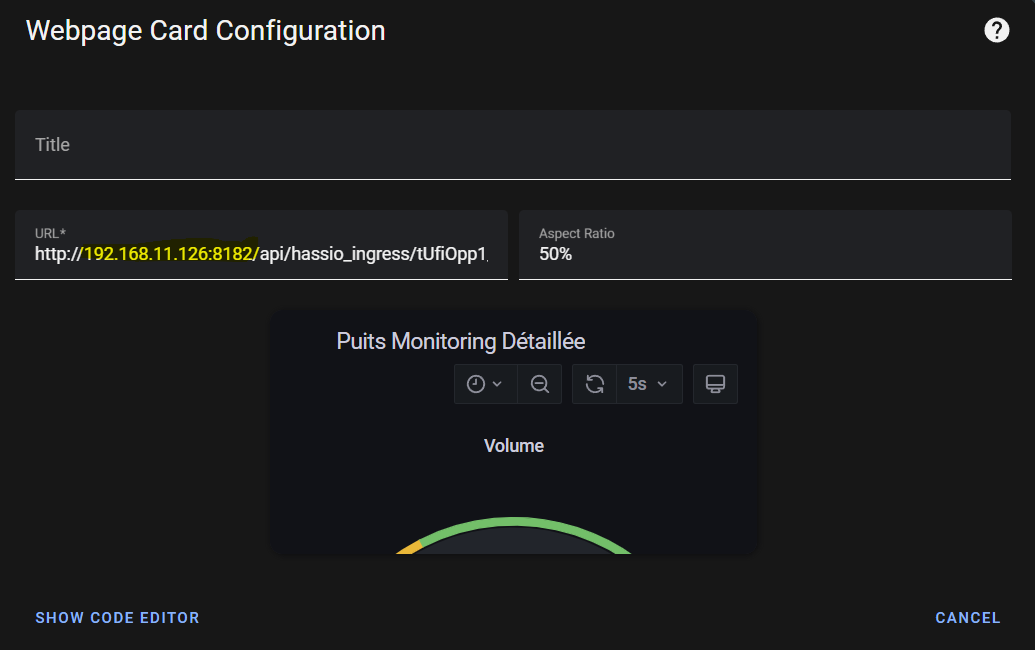 Webpage Card Configuration
?
Title
URL*
http://192.168.11.126:8182/api/hassio_ingress/tUfiOpp1
Aspect Ratio
50%
Puits Monitoring Détaillée
5s
Volume
SHOW CODE EDITOR
CANCEL